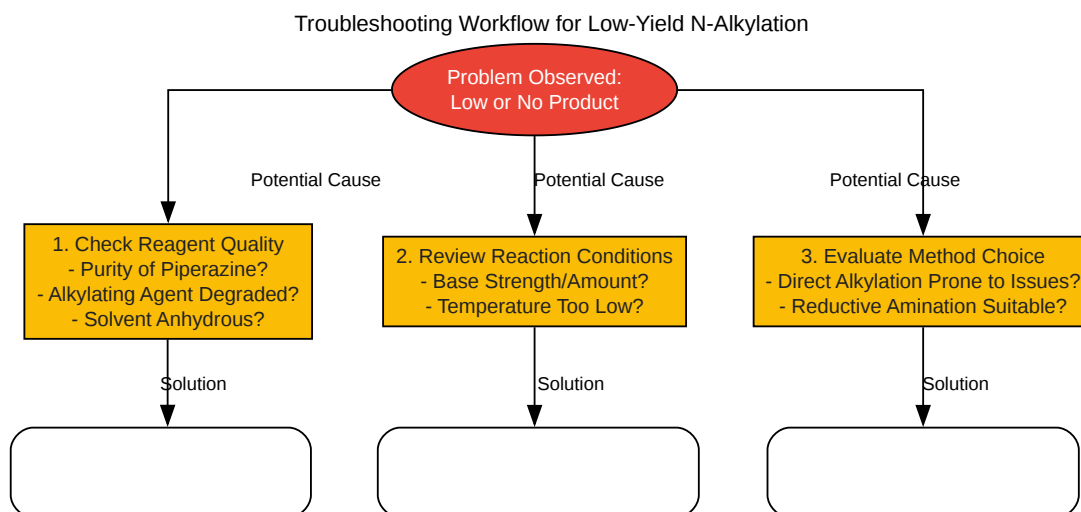 Troubleshooting Workflow for Low-Yield N-Alkylation
Problem Observed:
Low or No Product
Potential Cause
Potential Cause
Potential Cause
1. Check Reagent Quality
- Purity of Piperazine?
- Alkylating Agent Degraded?
- Solvent Anhydrous?
2. Review Reaction Conditions
- Base Strength/Amount?
- Temperature Too Low?
3. Evaluate Method Choice
- Direct Alkylation Prone to Issues?
- Reductive Amination Suitable?
Solution
Solution
Solution